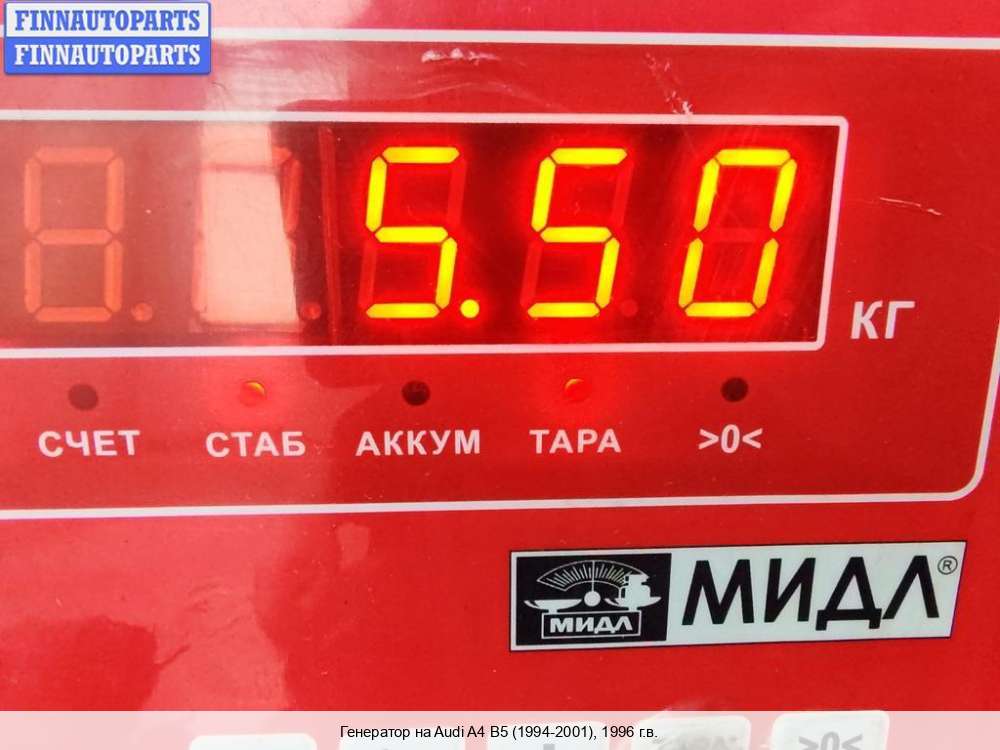 FINNAUTOPARTS
FINNAUTOPARTS
5.50
КГ
СЧЕТ СТАБ АККУМ ТАРА >0<
МИДЛ МИДЛ®
Генератор на Audi A4 B5 (1994-2001), 1996 г.в.
>0<